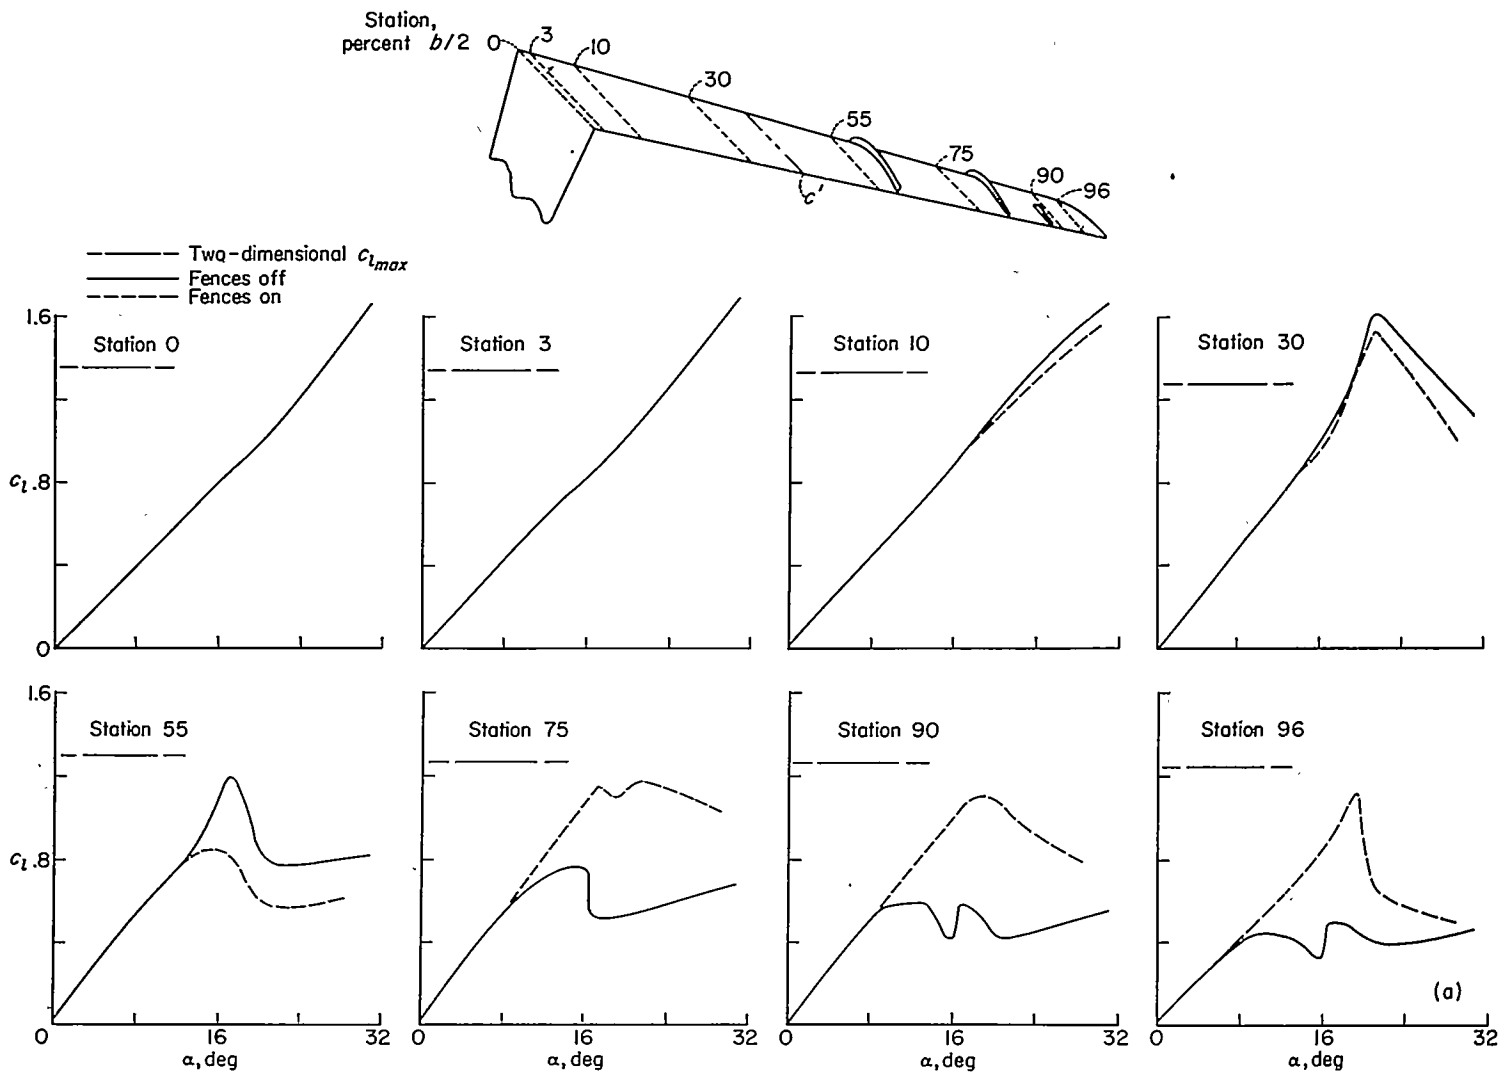 Station,
percent b/2 0 3 10 30 55 75 90 96
c'
Two-dimensional c_lmax
Fences off
Fences on
1.6
Station 0
Station 3
Station 10
Station 30
c_l .8
0
1.6
Station 55
Station 75
Station 90
Station 96
c_l .8
(a)
0 16 32 0 16 32 0 16 32 0 16 32
α, deg α, deg α, deg α, deg